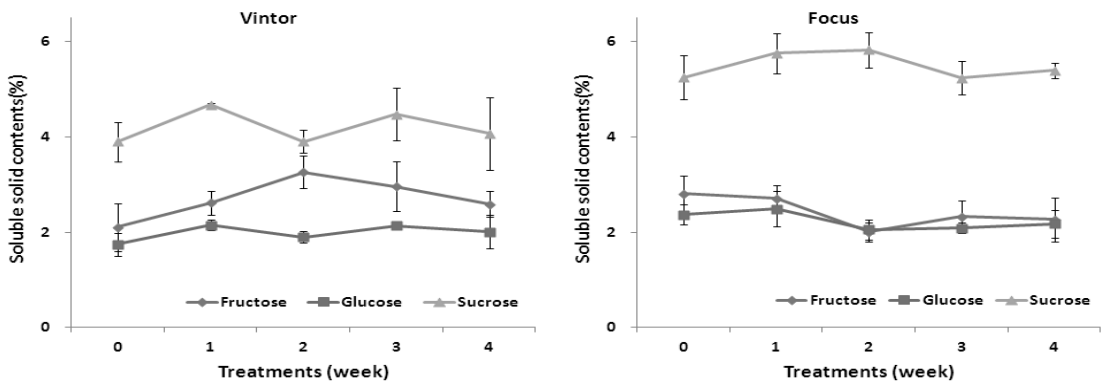 Vintor
Soluble solid contents(%)
6
4
2
0
Fructose Glucose Sucrose
0 1 2 3 4
Treatments (week)
Focus
Soluble solid contents(%)
6
4
2
0
Fructose Glucose Sucrose
0 1 2 3 4
Treatments (week)